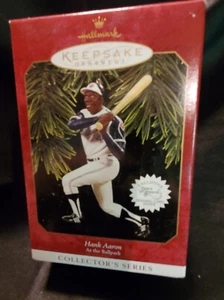 Hallmark
KEEPSAKE
ORNAMENT
Hank Aaron
At the Ballpark
COLLECTOR'S SERIES